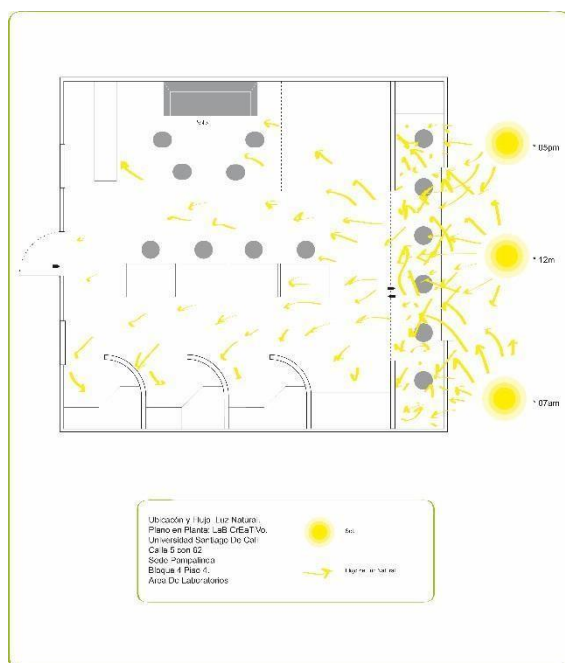 * 05pm
* 12m
* 07am
Ubicación y Flujo Luz Natural.
Plano en Planta: LaB CrEaTiVo.
Universidad Santiago De Cali
Calle 5 con 62
Sede Pampalinda
Bloque 4 Piso 4.
Area De Laboratorios
Sol